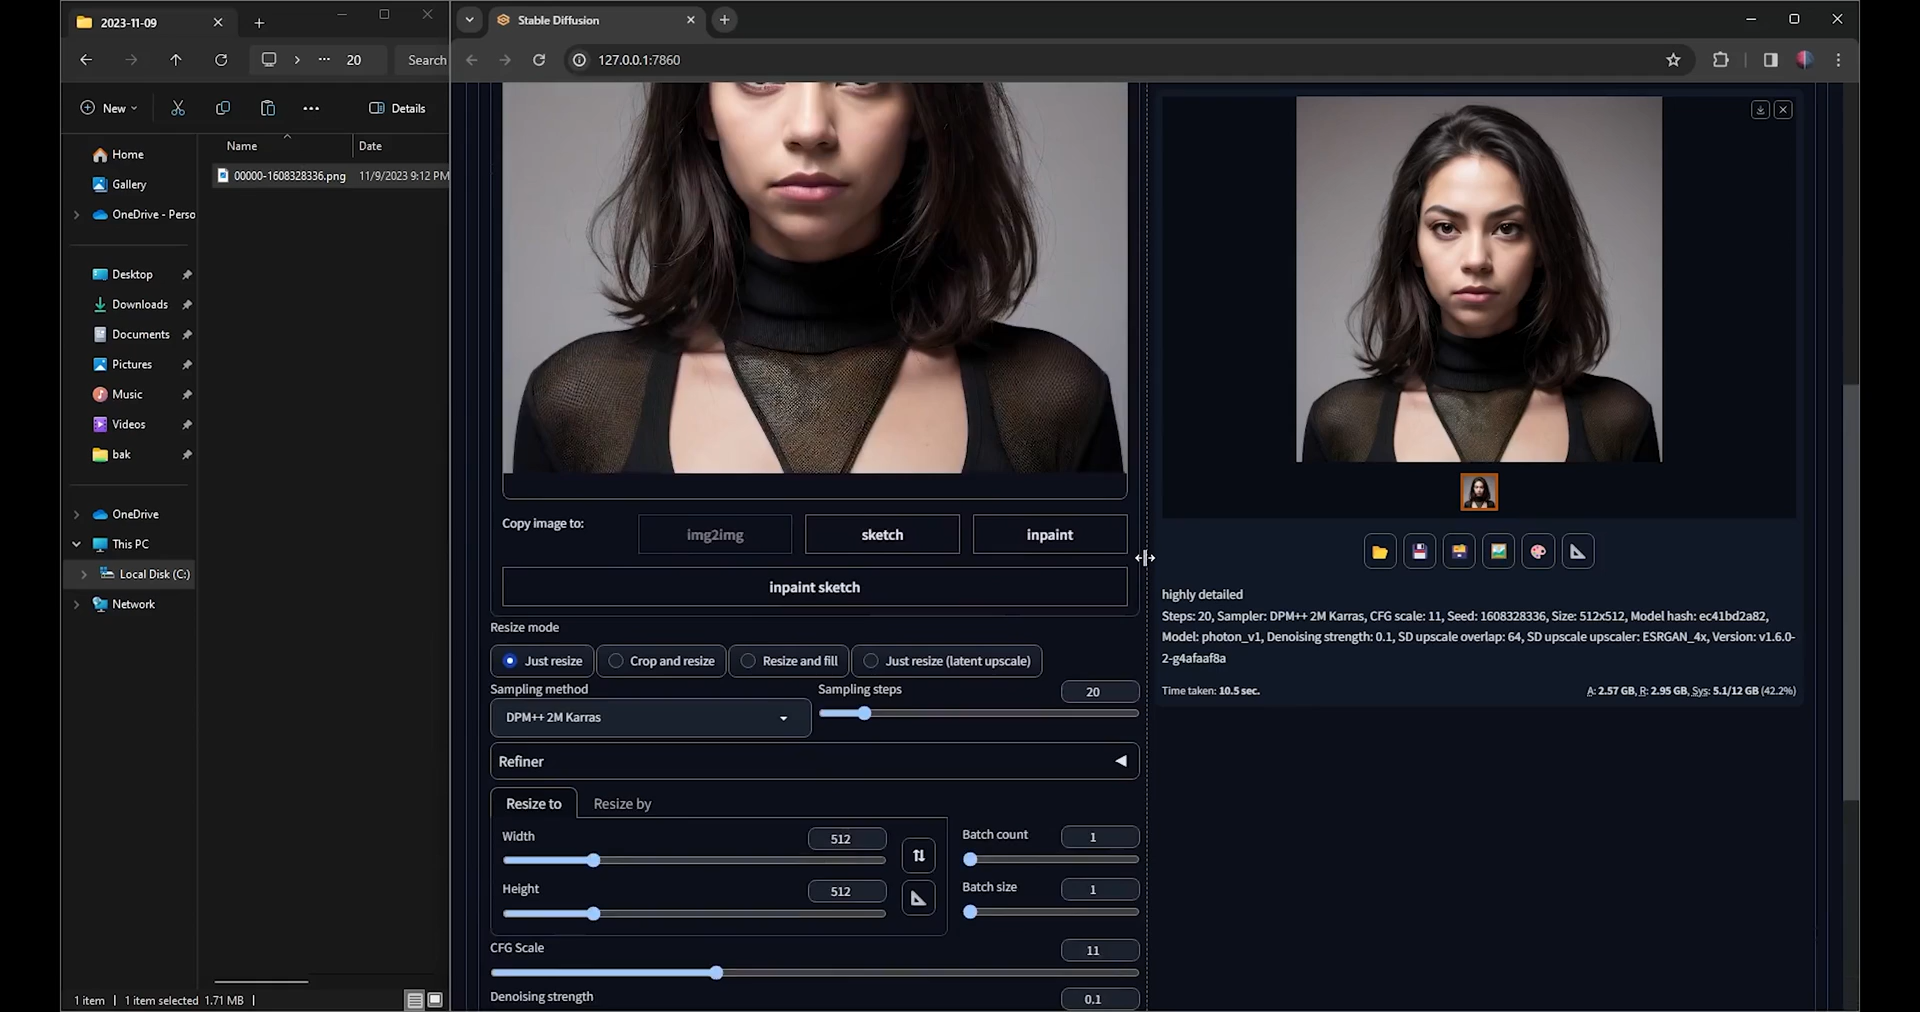 2023-11-09
Stable Diffusion
20
Search
127.0.0.1:7860
New
Details
Name
Date
00000-1608328336.png
11/9/2023 9:12 PM
Home
Gallery
OneDrive - Perso
Desktop
Downloads
Documents
Pictures
Music
Videos
bak
OneDrive
This PC
Local Disk (C:)
Network
1 item
1 item selected
1.71 MB
Copy image to:
img2img
sketch
inpaint
inpaint sketch
Resize mode
Just resize
Crop and resize
Resize and fill
Just resize (latent upscale)
Sampling method
DPM++ 2M Karras
Sampling steps
20
Refiner
Resize to
Resize by
Width
512
Height
512
Batch count
1
Batch size
1
CFG Scale
11
Denoising strength
0.1
highly detailed
Steps: 20, Sampler: DPM++ 2M Karras, CFG scale: 11, Seed: 1608328336, Size: 512x512, Model hash: ec41bd2a82,
Model: photon_v1, Denoising strength: 0.1, SD upscale overlap: 64, SD upscale upscaler: ESRGAN_4x, Version: v1.6.0-
2-g4afaaf8a
Time taken: 10.5 sec.
A: 2.57 GB, R: 2.95 GB, Sys: 5.1/12 GB (42.2%)